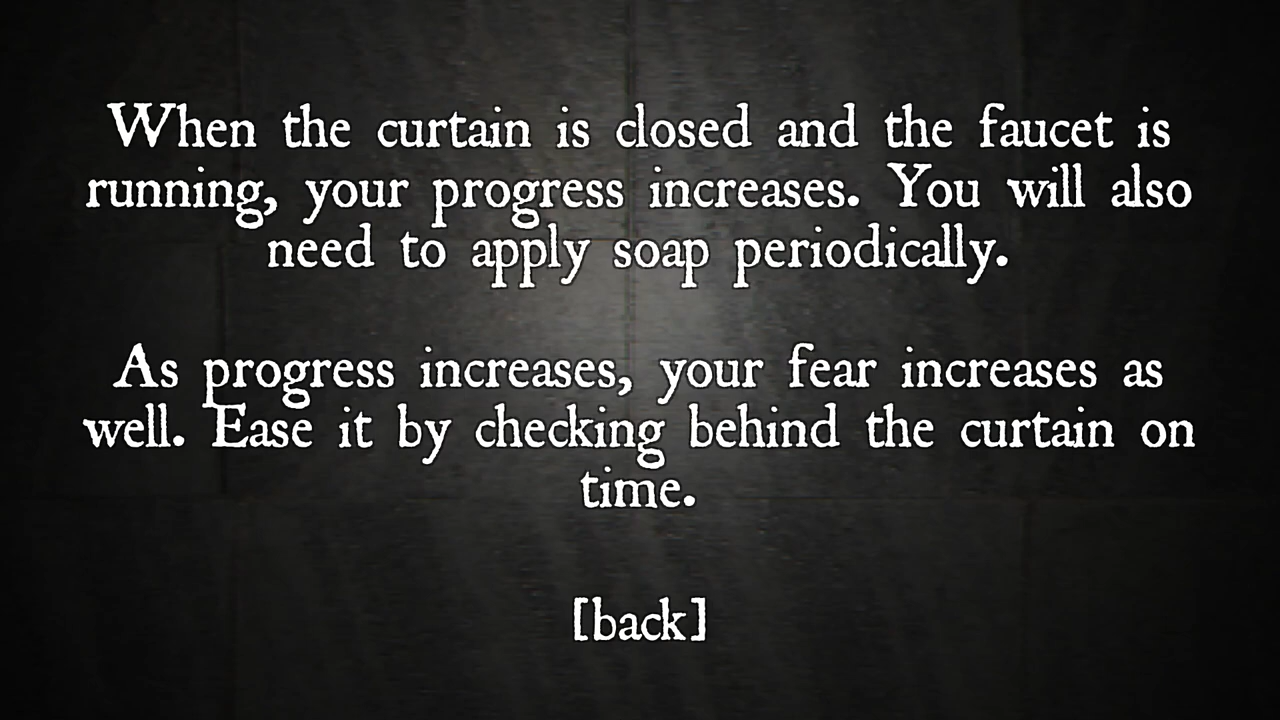 When the curtain is closed and the faucet is
running, your progress increases. You will also
need to apply soap periodically.
As progress increases, your fear increases as
well. Ease it by checking behind the curtain on
time.
[back]